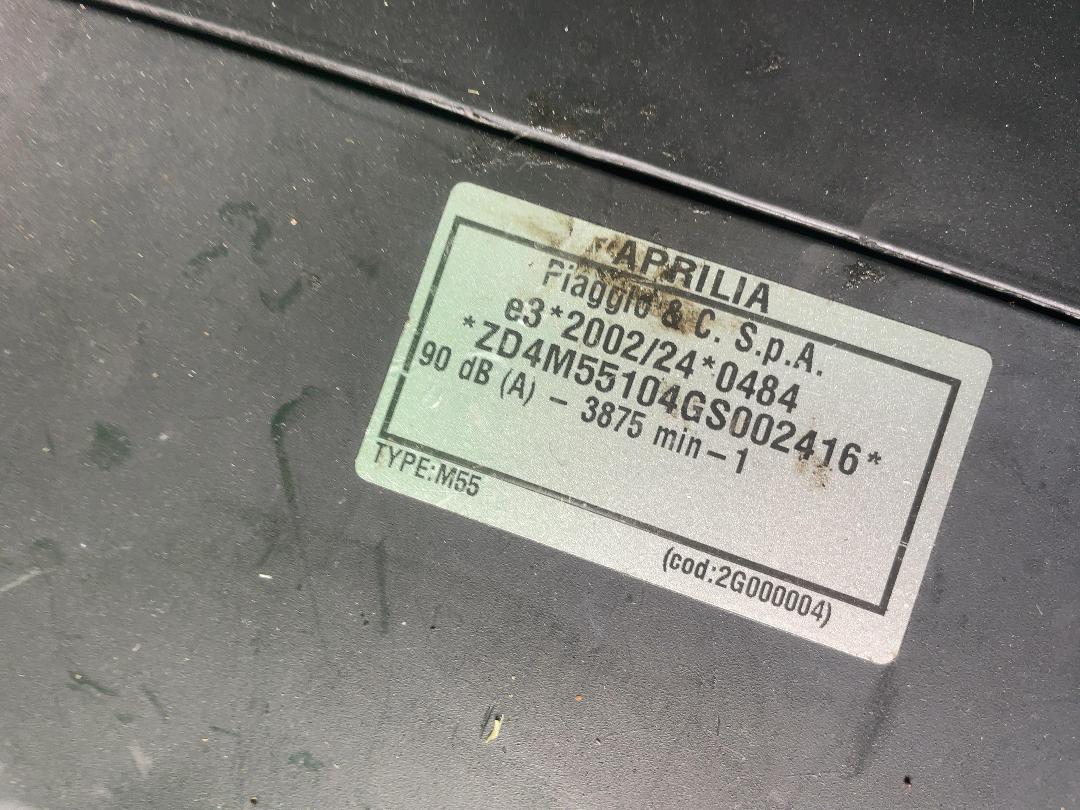 APRILIA
Piaggio & C. S.p.A.
e3*2002/24*0484
*ZD4M55104GS002416*
90 dB (A) - 3875 min-1
TYPE:M55
(cod:2G000004)